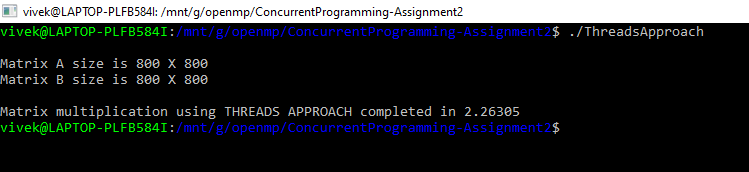 vivek@LAPTOP-PLFB584I: /mnt/g/openmp/ConcurrentProgramming-Assignment2
vivek@LAPTOP-PLFB584I:/mnt/g/openmp/ConcurrentProgramming-Assignment2$ ./ThreadsApproach
Matrix A size is 800 X 800
Matrix B size is 800 X 800
Matrix multiplication using THREADS APPROACH completed in 2.26305
vivek@LAPTOP-PLFB584I:/mnt/g/openmp/ConcurrentProgramming-Assignment2$